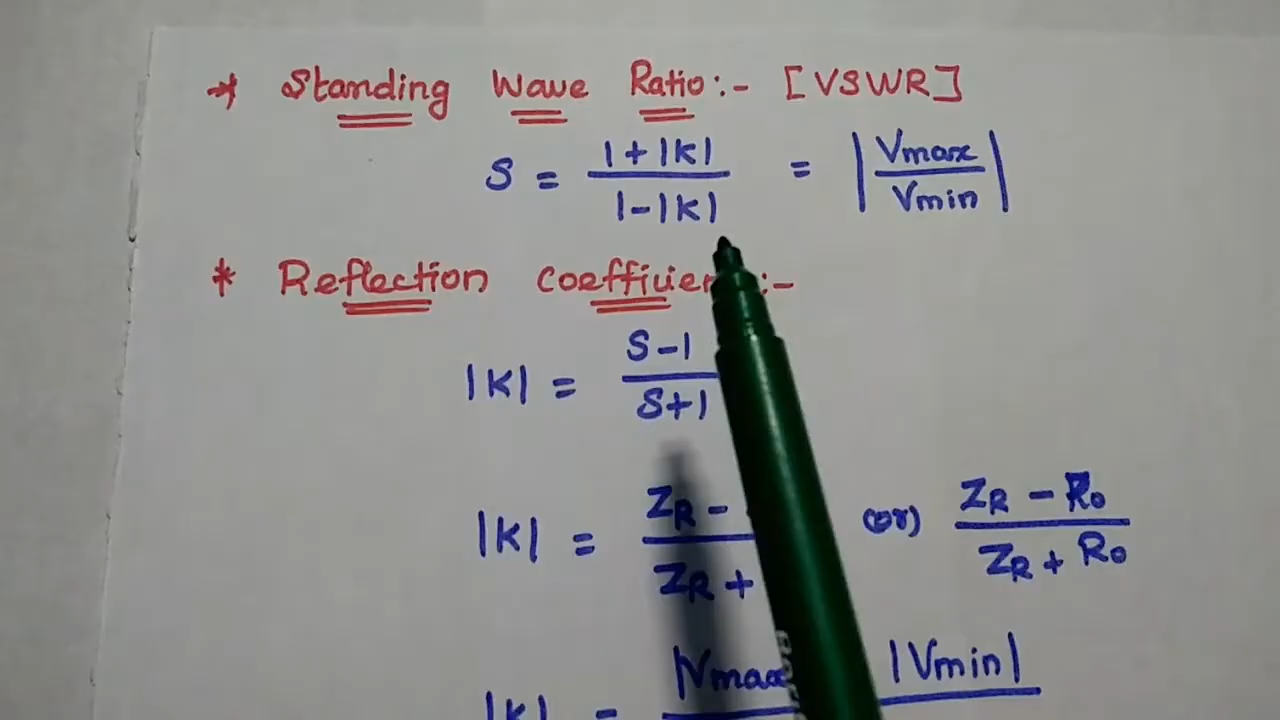 * Standing Wave Ratio:- [VSWR]
S = 1+|K| / 1-|K| = |Vmax / Vmin|
* Reflection :-
|K| = S-1 / S+1
|K| = ZR - / ZR + (or) ZR - R0 / ZR + R0
|K| = |Vmax |Vmin|